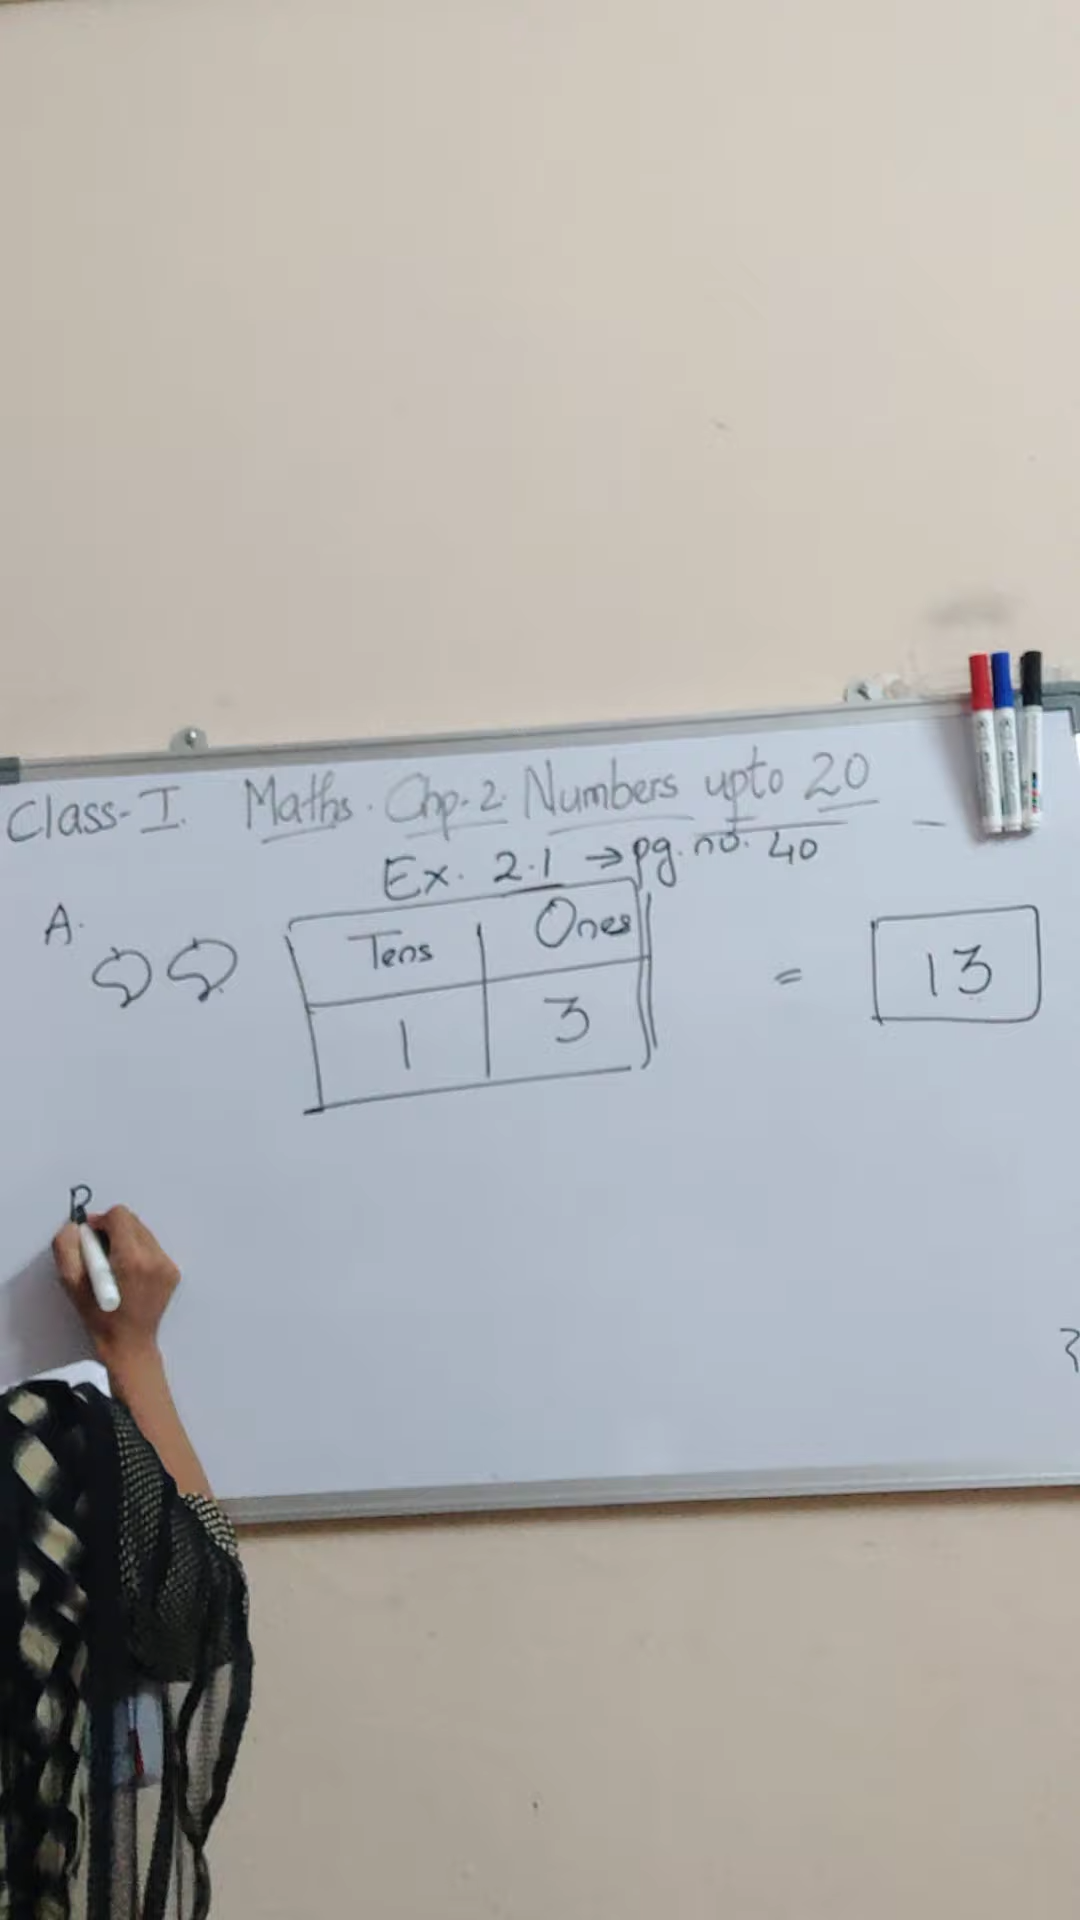 Class-I. Maths. Chp-2. Numbers upto 20
Ex. 2.1 → pg. no. 40
A.
Tens Ones
1 3 = 13